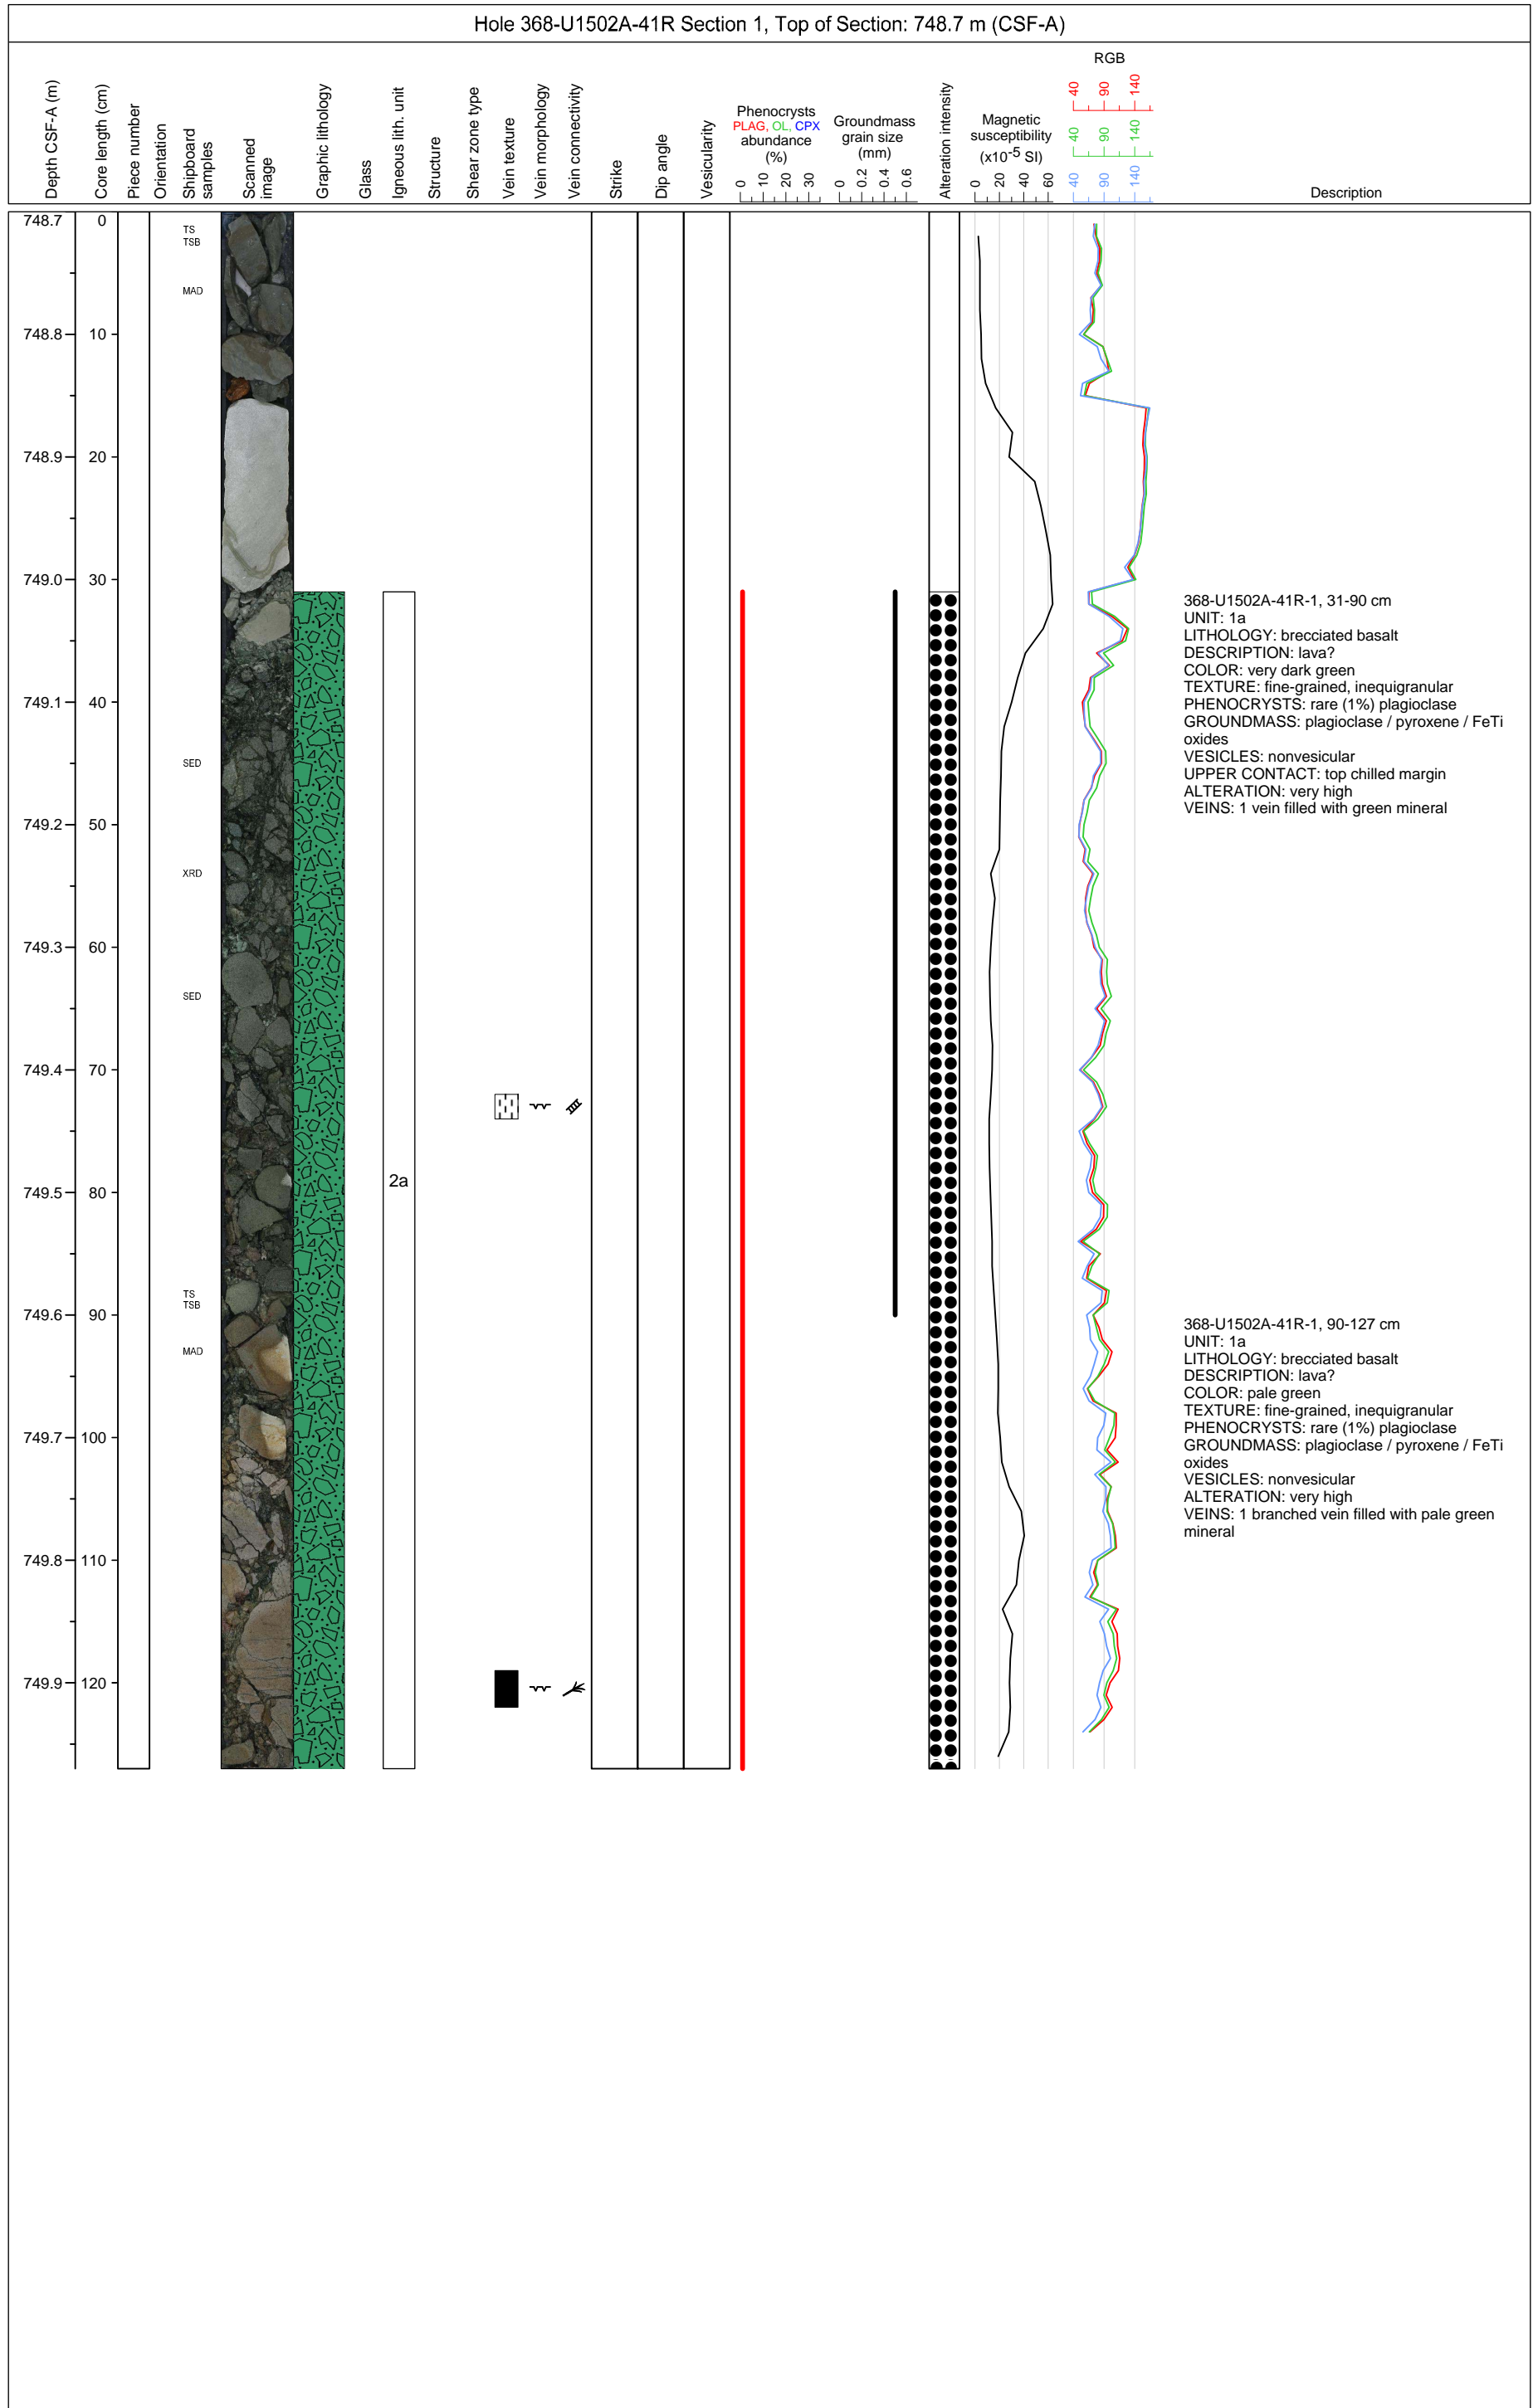 Hole 368-U1502A-41R Section 1, Top of Section: 748.7 m (CSF-A)
Depth CSF-A (m)
Core length (cm)
Piece number
Orientation
Shipboard
samples
Scanned
image
Graphic lithology
Glass
Igneous lith. unit
Structure
Shear zone type
Vein texture
Vein morphology
Vein connectivity
Strike
Dip angle
Vesicularity
Phenocrysts
PLAG, OL, CPX
abundance
(%)
0 10 20 30
Groundmass
grain size
(mm)
0 0.2 0.4 0.6
Alteration intensity
Magnetic
susceptibility
(x10-5 SI)
0 20 40 60
RGB
40 90 140
40 90 140
40 90 140
Description
748.7 0
TS
TSB
MAD
748.8 10
748.9 20
749.0 30
368-U1502A-41R-1, 31-90 cm
UNIT: 1a
LITHOLOGY: brecciated basalt
DESCRIPTION: lava?
COLOR: very dark green
TEXTURE: fine-grained, inequigranular
PHENOCRYSTS: rare (1%) plagioclase
GROUNDMASS: plagioclase / pyroxene / FeTi
oxides
VESICLES: nonvesicular
UPPER CONTACT: top chilled margin
ALTERATION: very high
VEINS: 1 vein filled with green mineral
749.1 40
SED
749.2 50
XRD
749.3 60
SED
749.4 70
2a
749.5 80
TS
TSB
749.6 90
MAD
368-U1502A-41R-1, 90-127 cm
UNIT: 1a
LITHOLOGY: brecciated basalt
DESCRIPTION: lava?
COLOR: pale green
TEXTURE: fine-grained, inequigranular
PHENOCRYSTS: rare (1%) plagioclase
GROUNDMASS: plagioclase / pyroxene / FeTi
oxides
VESICLES: nonvesicular
ALTERATION: very high
VEINS: 1 branched vein filled with pale green
mineral
749.7 100
749.8 110
749.9 120